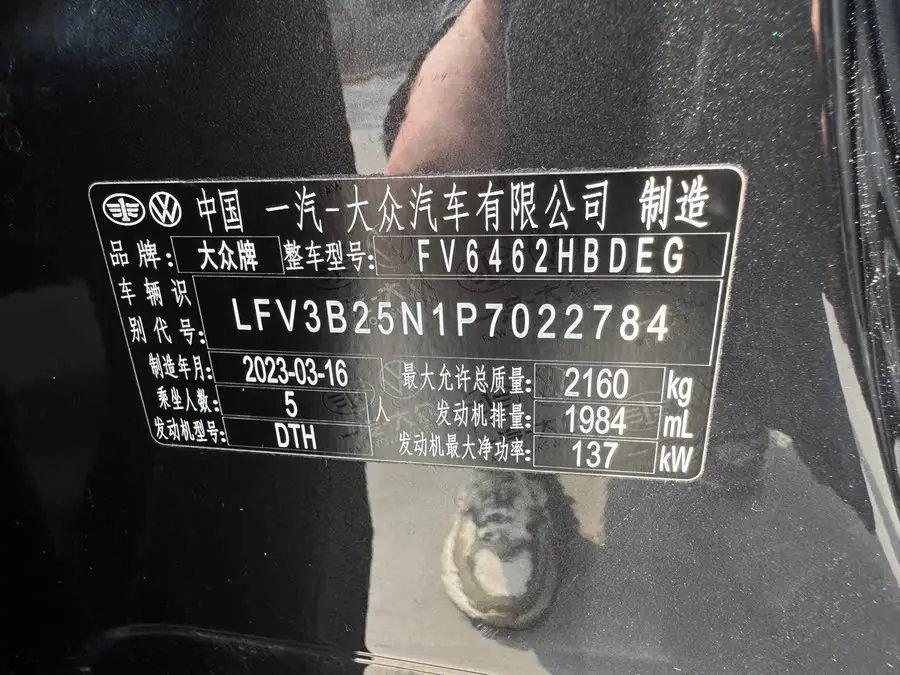 中国 一汽-大众汽车有限公司 制造
品牌: 大众牌 整车型号: FV6462HBDEG
车辆识
别代号: LFV3B25N1P7022784
制造年月: 2023-03-16 最大允许总质量: 2160 kg
乘坐人数: 5 人 发动机排量: 1984 mL
发动机型号: DTH 发动机最大净功率: 137 kW